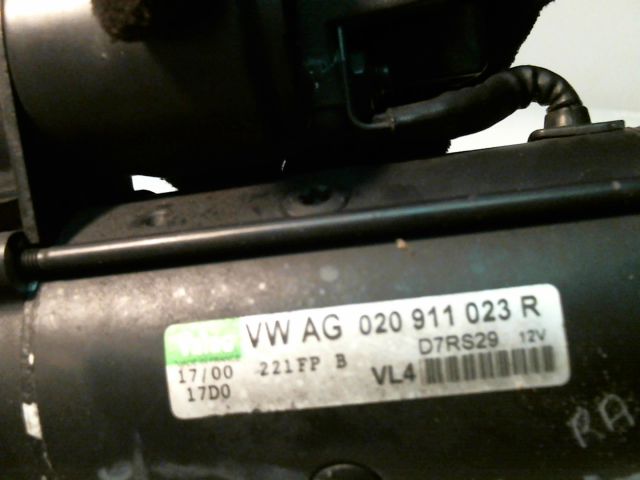 Valeo VW AG 020 911 023 R
17/00 221FP B D7RS29 12V
17D0 VL4
RA